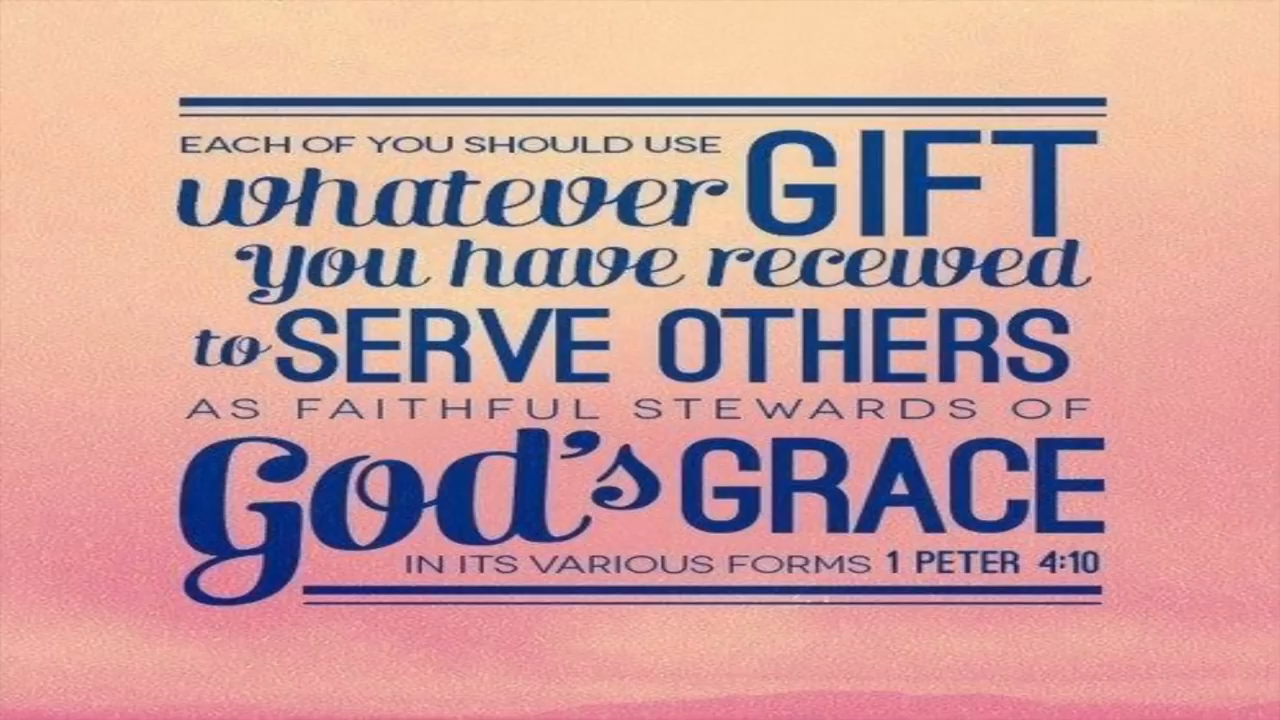 EACH OF YOU SHOULD USE
whatever GIFT
you have received
to SERVE OTHERS
AS FAITHFUL STEWARDS OF
God's GRACE
IN ITS VARIOUS FORMS 1 PETER 4:10